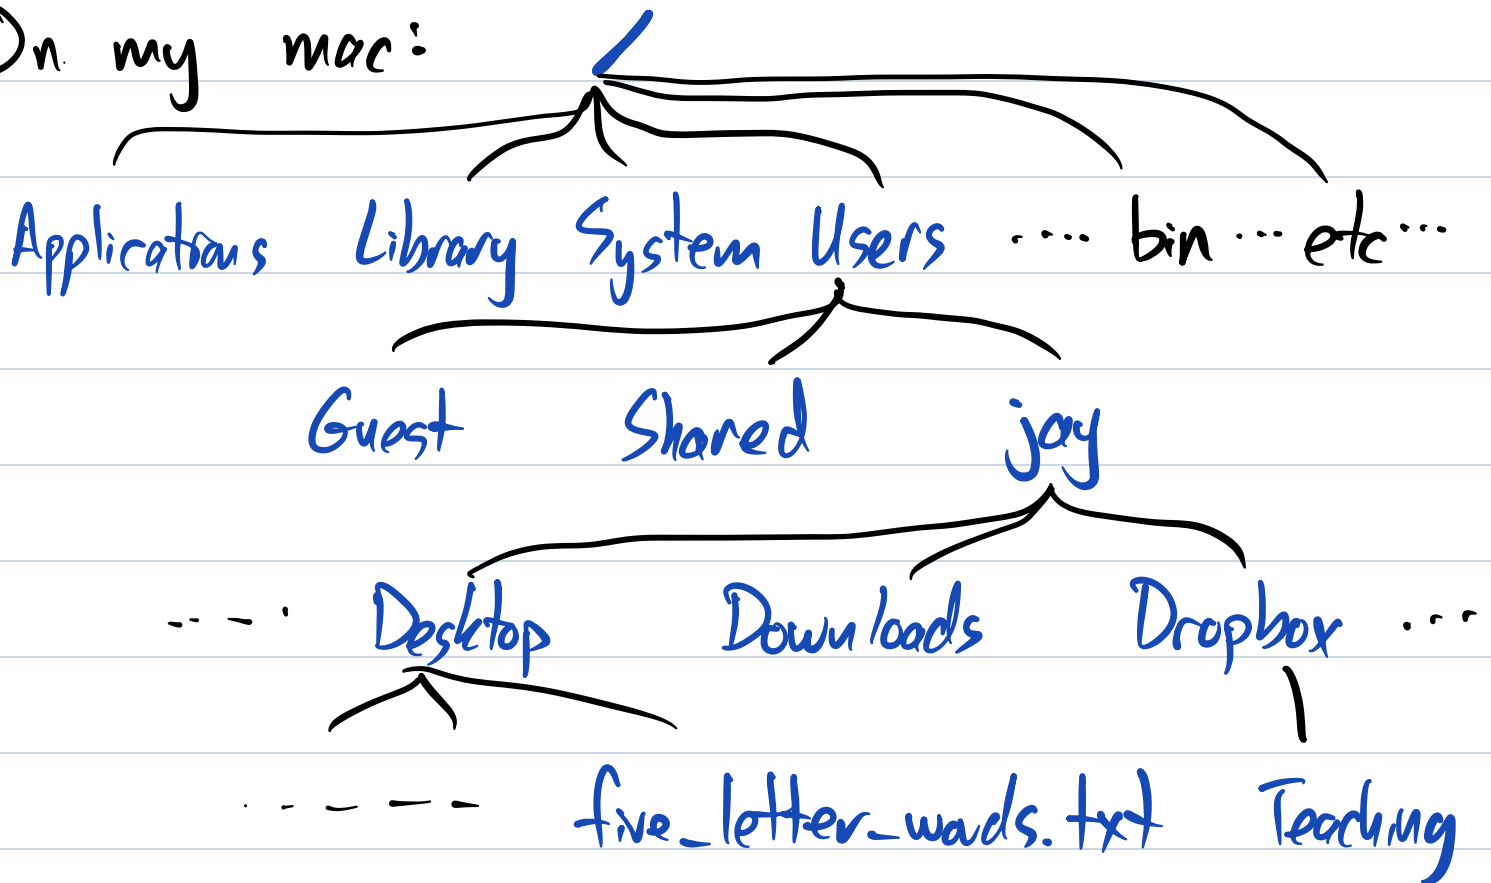 On my mac: /
Applications Library System Users .... bin ... etc ...
Guest Shared jay
---- Desktop Downloads Dropbox ...
----- five_letter_words.txt Teaching